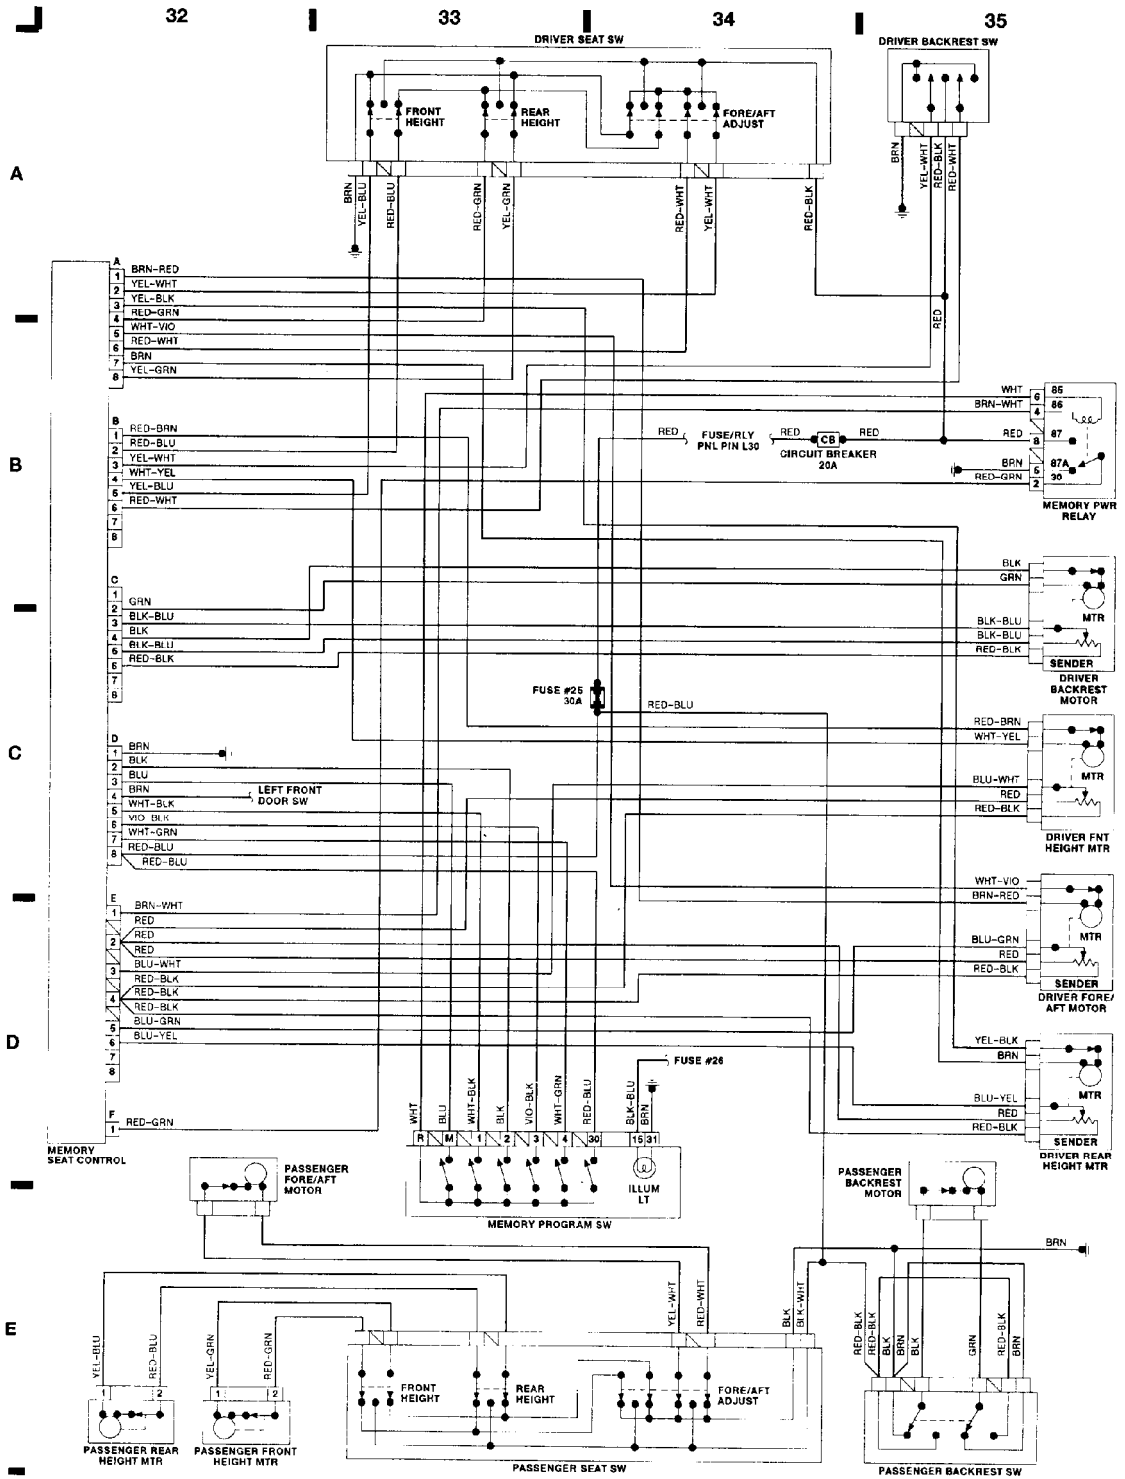 32 33 34 35
DRIVER SEAT SW
DRIVER BACKREST SW
FRONT
HEIGHT
REAR
HEIGHT
FORE/AFT
ADJUST
A
BRN
YEL-BLU
RED-BLU
RED-GRN
YEL-GRN
RED-WHT
YEL-WHT
RED-BLK
BRN
YEL-WHT
RED-BLK
RED-WHT
RED
A
1 BRN-RED
2 YEL-WHT
3 YEL-BLK
4 RED-GRN
5 WHT-VIO
6 RED-WHT
7 BRN
8 YEL-GRN
B
B
1 RED-BRN
2 RED-BLU
3 YEL-WHT
4 WHT-YEL
5 YEL-BLU
6 RED-WHT
7
8
RED
FUSE/RLY
PNL PIN L30
RED
CB
RED
CIRCUIT BREAKER
20A
WHT 6 85
BRN-WHT 4 86
RED 8 87
BRN 5 87A
RED-GRN 2 30
MEMORY PWR
RELAY
C
1
2 GRN
3 BLK-BLU
4 BLK
5 BLK-BLU
6 RED-BLK
7
8
BLK
GRN
MTR
BLK-BLU
BLK-BLU
RED-BLK
SENDER
DRIVER
BACKREST
MOTOR
FUSE #25
30A
RED-BLU
C
D
1 BRN
2 BLK
3 BLU
4 BRN
5 WHT-BLK
6 VIO BLK
7 WHT-GRN
8 RED-BLU
RED-BLU
LEFT FRONT
DOOR SW
RED-BRN
WHT-YEL
MTR
BLU-WHT
RED
RED-BLK
DRIVER FNT
HEIGHT MTR
E
1 BRN-WHT
RED
2 RED
RED
3 BLU-WHT
RED-BLK
4 RED-BLK
RED-BLK
5 BLU-GRN
6 BLU-YEL
7
8
WHT-VIO
BRN-RED
MTR
BLU-GRN
RED
RED-BLK
SENDER
DRIVER FORE/
AFT MOTOR
D
YEL-BLK
BRN
MTR
BLU-YEL
RED
RED-BLK
SENDER
DRIVER REAR
HEIGHT MTR
F
1 RED-GRN
MEMORY
SEAT CONTROL
FUSE #26
WHT
BLU
WHT-BLK
BLK
VIO-BLK
WHT-GRN
RED-BLU
BLK-BLU
BRN
R M 1 2 3 4 30 15 31
ILLUM
LT
MEMORY PROGRAM SW
PASSENGER
FORE/AFT
MOTOR
PASSENGER
BACKREST
MOTOR
BRN
E
YEL-BLU
RED-BLU
YEL-GRN
RED-GRN
1 2 1 2
PASSENGER REAR
HEIGHT MTR
PASSENGER FRONT
HEIGHT MTR
YEL-WHT
RED-WHT
BLK
BLK-WHT
FRONT
HEIGHT
REAR
HEIGHT
FORE/AFT
ADJUST
PASSENGER SEAT SW
RED-BLK
RED-BLK
BLK
BRN
BLK
GRN
RED-BLK
BRN
PASSENGER BACKREST SW